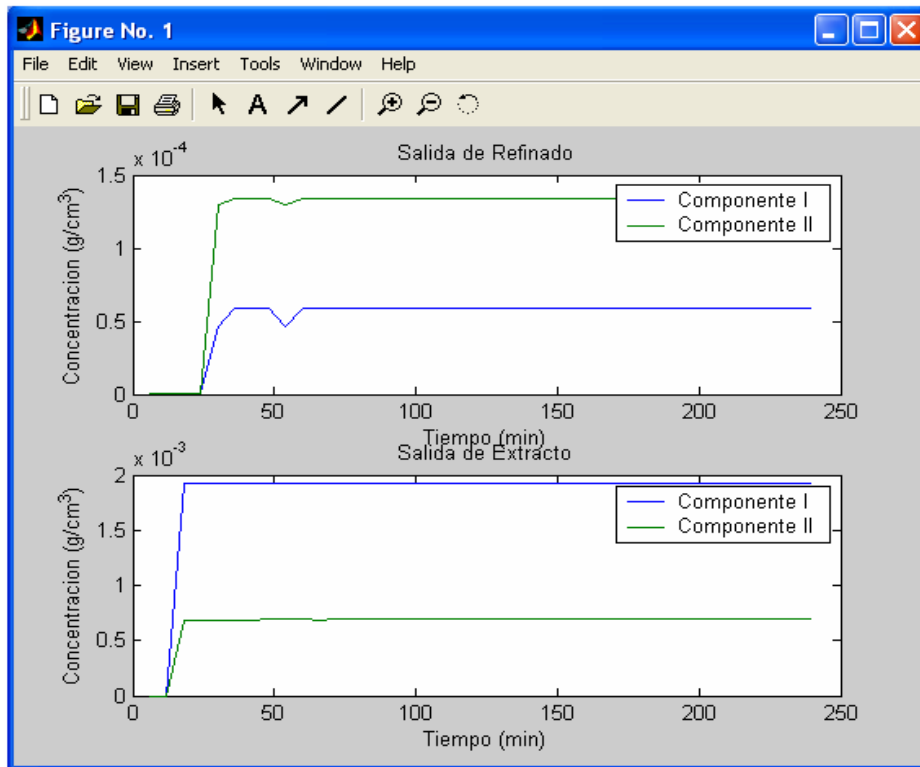 Figure No. 1
File Edit View Insert Tools Window Help
A
x 10^-4
Salida de Refinado
1.5
1
0.5
0
Concentracion (g/cm^3)
Componente I
Componente II
0 50 100 150 200 250
Tiempo (min)
Salida de Extracto
x 10^-3
2
1.5
1
0.5
0
Concentracion (g/cm^3)
Componente I
Componente II
0 50 100 150 200 250
Tiempo (min)